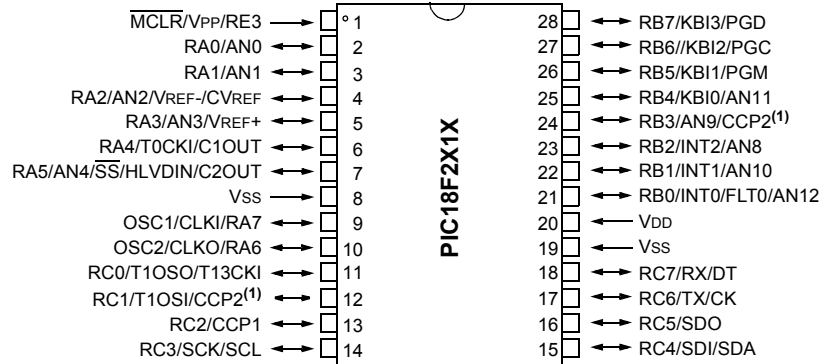 MCLR/VPP/RE3 1
RA0/AN0 2
RA1/AN1 3
RA2/AN2/VREF-/CVREF 4
RA3/AN3/VREF+ 5
RA4/T0CKI/C1OUT 6
RA5/AN4/SS/HLVDIN/C2OUT 7
VSS 8
OSC1/CLKI/RA7 9
OSC2/CLKO/RA6 10
RC0/T1OSO/T13CKI 11
RC1/T1OSI/CCP2(1) 12
RC2/CCP1 13
RC3/SCK/SCL 14
PIC18F2X1X
28 RB7/KBI3/PGD
27 RB6//KBI2/PGC
26 RB5/KBI1/PGM
25 RB4/KBI0/AN11
24 RB3/AN9/CCP2(1)
23 RB2/INT2/AN8
22 RB1/INT1/AN10
21 RB0/INT0/FLT0/AN12
20 VDD
19 VSS
18 RC7/RX/DT
17 RC6/TX/CK
16 RC5/SDO
15 RC4/SDI/SDA